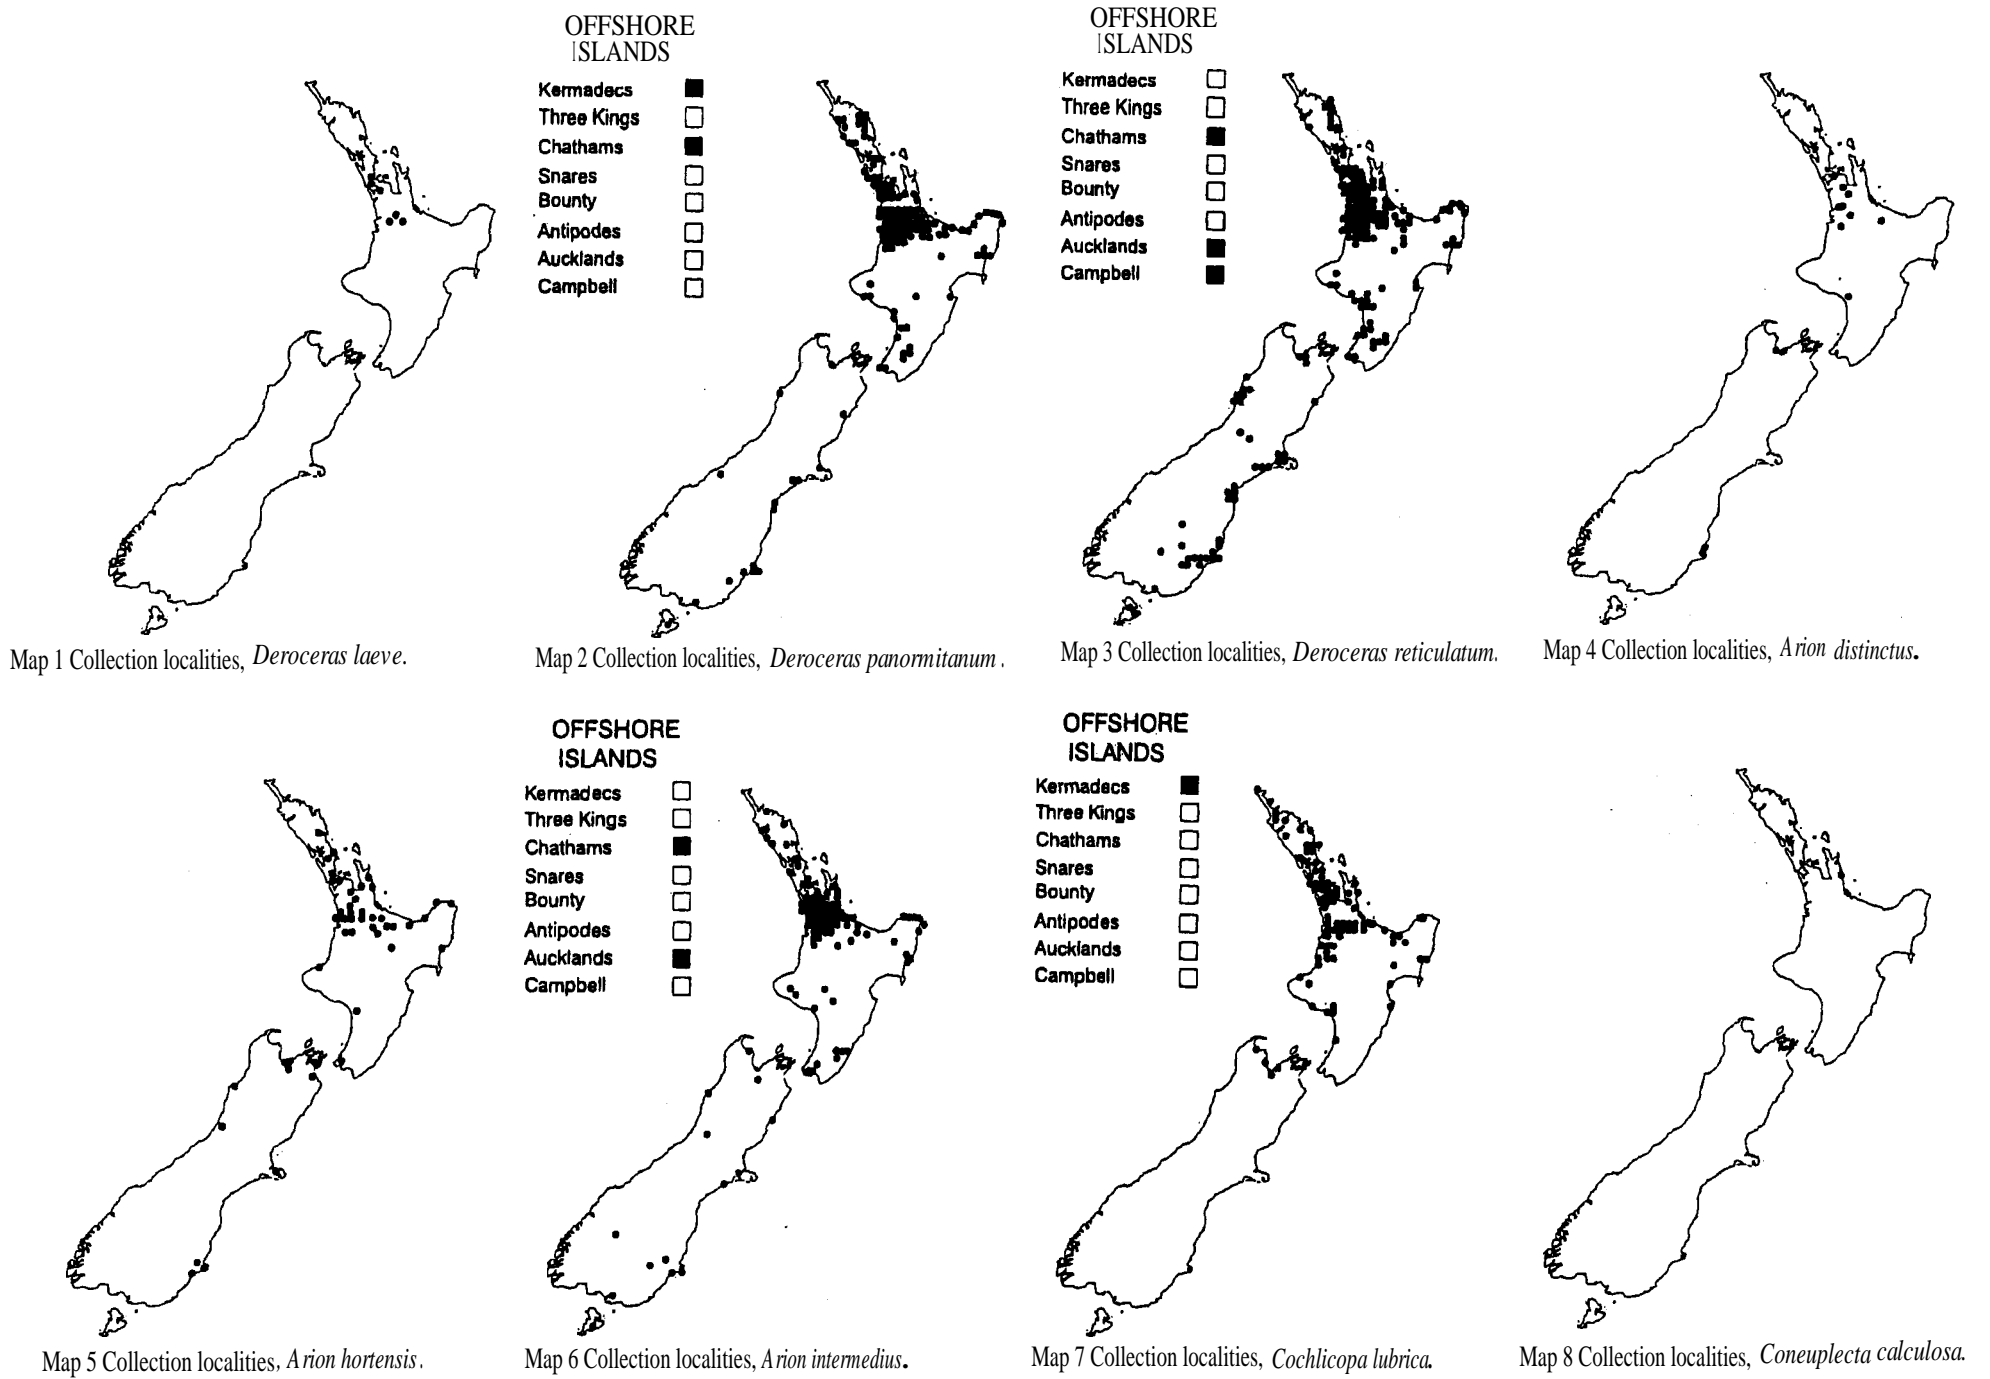 OFFSHORE
ISLANDS
Kermadecs
Three Kings
Chathams
Snares
Bounty
Antipodes
Aucklands
Campbell
OFFSHORE
ISLANDS
Kermadecs
Three Kings
Chathams
Snares
Bounty
Antipodes
Aucklands
Campbell
Map 1 Collection localities, Deroceras laeve.
Map 2 Collection localities, Deroceras panormitanum.
Map 3 Collection localities, Deroceras reticulatum.
Map 4 Collection localities, Arion distinctus.
OFFSHORE
ISLANDS
Kermadecs
Three Kings
Chathams
Snares
Bounty
Antipodes
Aucklands
Campbell
OFFSHORE
ISLANDS
Kermadecs
Three Kings
Chathams
Snares
Bounty
Antipodes
Aucklands
Campbell
Map 5 Collection localities, Arion hortensis.
Map 6 Collection localities, Arion intermedius.
Map 7 Collection localities, Cochlicopa lubrica.
Map 8 Collection localities, Coneuplecta calculosa.